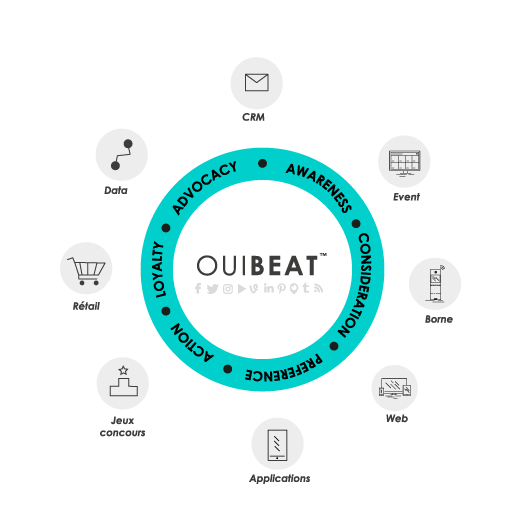 CRM
Data
Event
ADVOCACY
AWARENESS
LOYALTY
CONSIDERATION
OUIBEAT™
Rétail
Borne
ACTION
PREFERENCE
Jeux
concours
Web
Applications